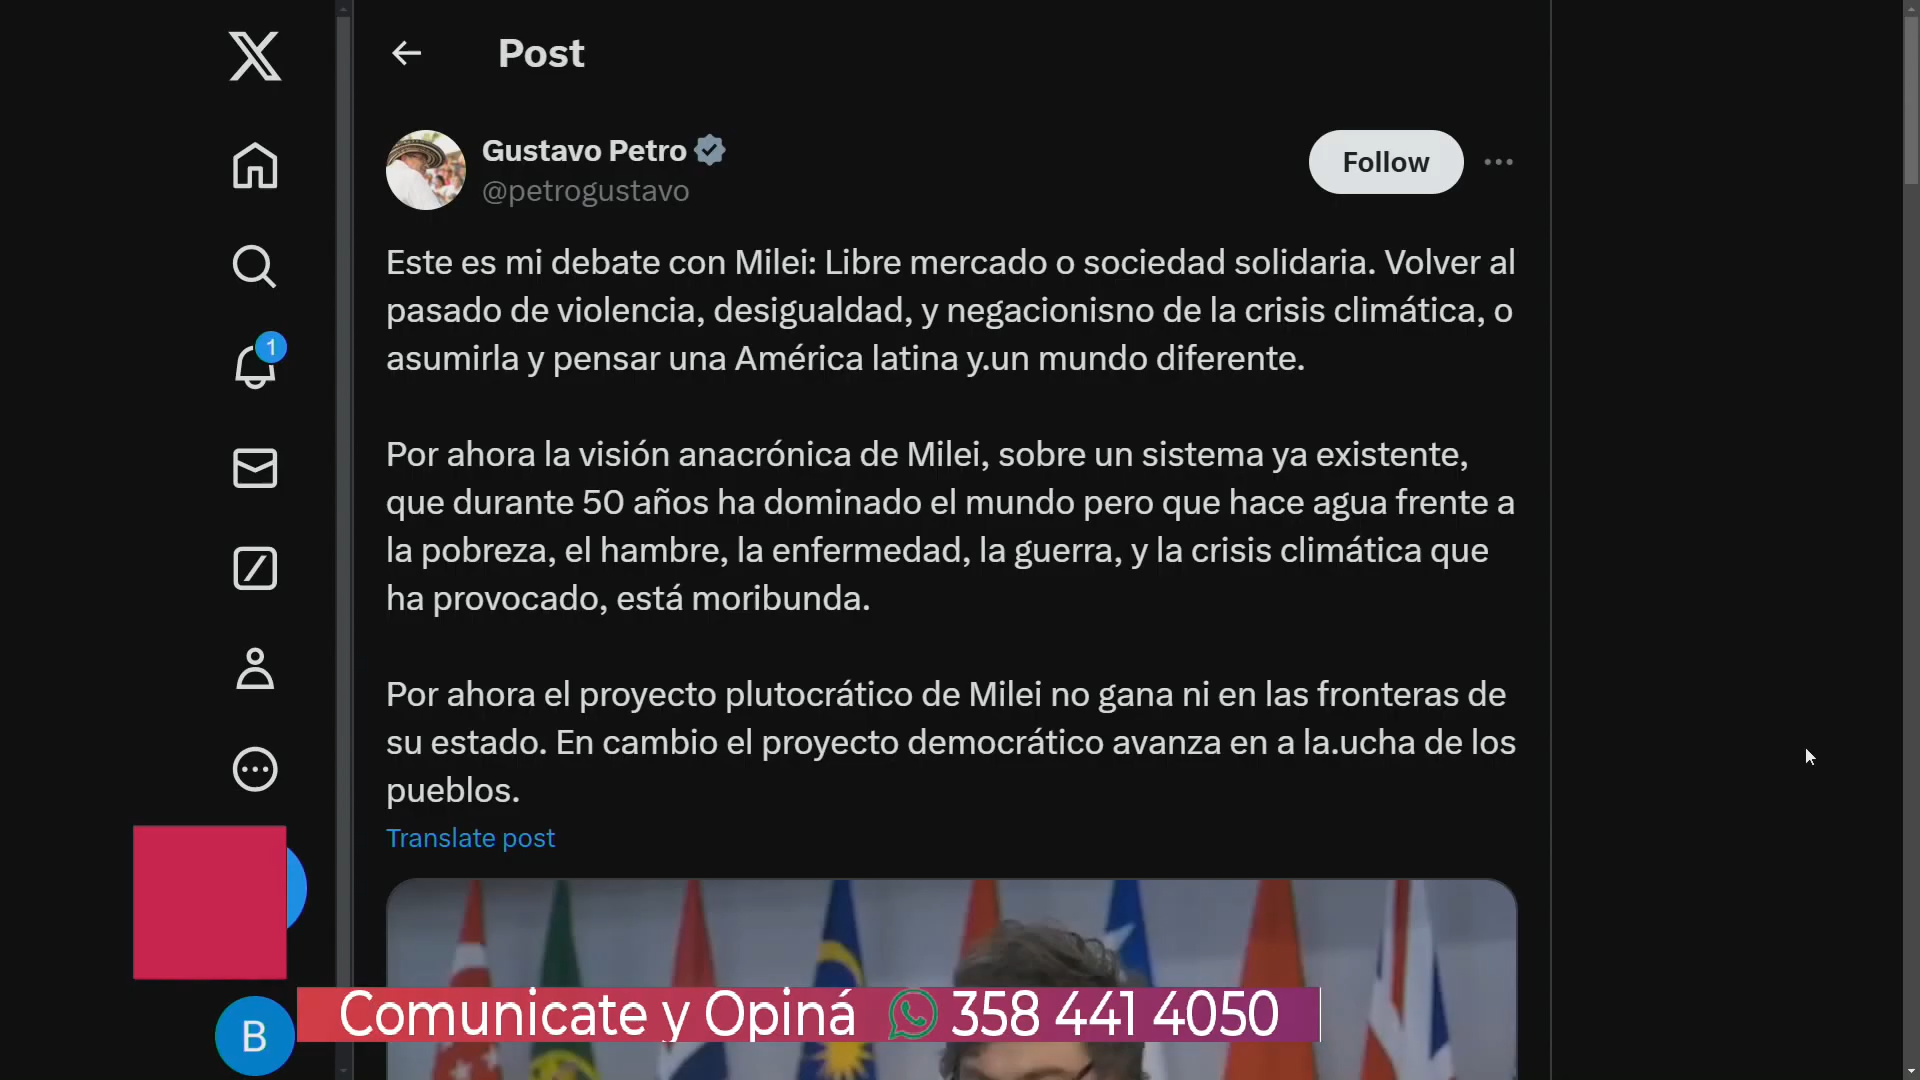 Post
Gustavo Petro
@petrogustavo
Follow
Este es mi debate con Milei: Libre mercado o sociedad solidaria. Volver al
pasado de violencia, desigualdad, y negacionisno de la crisis climática, o
asumirla y pensar una América latina y.un mundo diferente.
Por ahora la visión anacrónica de Milei, sobre un sistema ya existente,
que durante 50 años ha dominado el mundo pero que hace agua frente a
la pobreza, el hambre, la enfermedad, la guerra, y la crisis climática que
ha provocado, está moribunda.
Por ahora el proyecto plutocrático de Milei no gana ni en las fronteras de
su estado. En cambio el proyecto democrático avanza en a la.ucha de los
pueblos.
Translate post
1
B
Comunicate y Opiná 358 441 4050